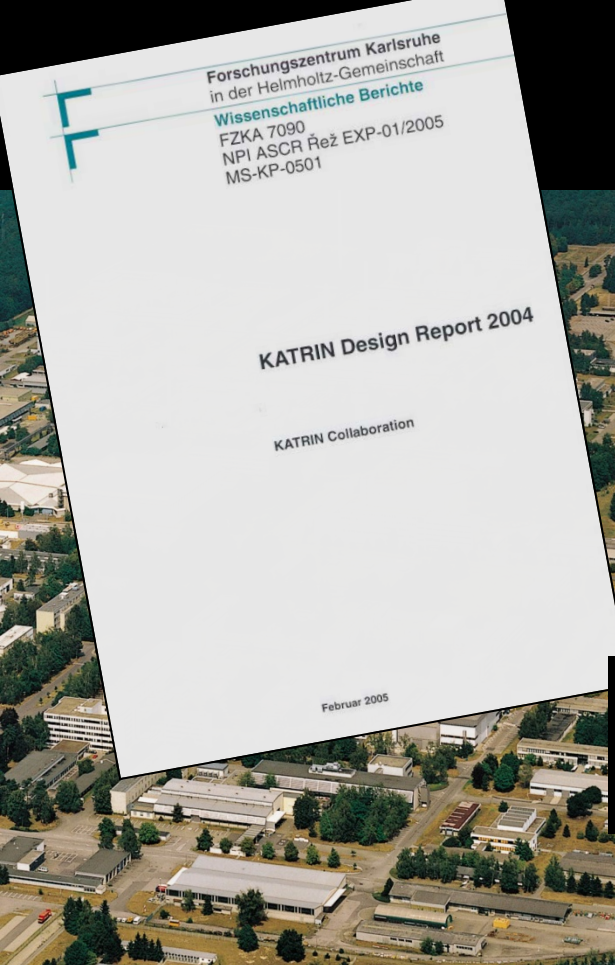 Forschungszentrum Karlsruhe
in der Helmholtz-Gemeinschaft
Wissenschaftliche Berichte
FZKA 7090
NPI ASCR Řež EXP-01/2005
MS-KP-0501
KATRIN Design Report 2004
KATRIN Collaboration
Februar 2005